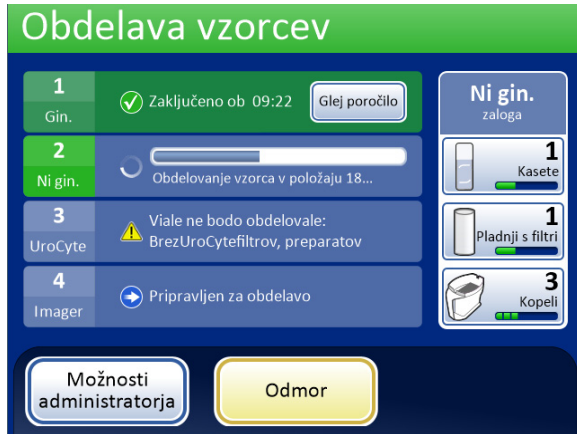 Obdelava vzorcev
1
Gin.
Zaključeno ob 09:22
Glej poročilo
2
Ni gin.
Obdelovanje vzorca v položaju 18...
3
UroCyte
Viale ne bodo obdelovale:
BrezUroCytefiltrov, preparatov
4
Imager
Pripravljen za obdelavo
Ni gin.
zaloga
1
Kasete
1
Pladnji s filtri
3
Kopeli
Možnosti
administratorja
Odmor